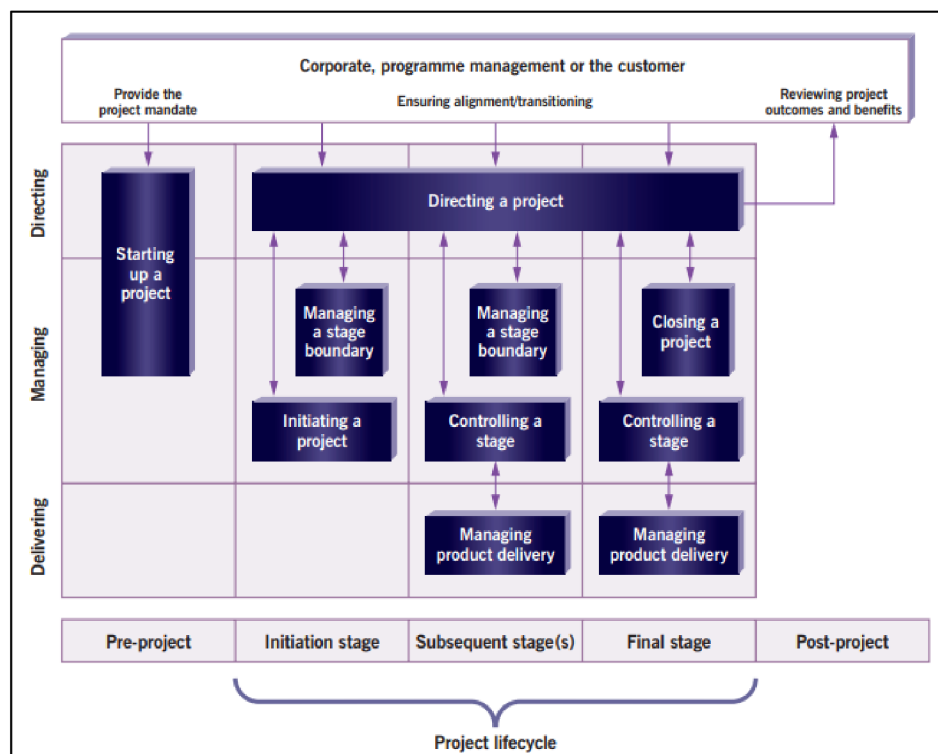 Corporate, programme management or the customer
Provide the
project mandate
Ensuring alignment/transitioning
Reviewing project
outcomes and benefits
Directing
Managing
Delivering
Starting
up a
project
Directing a project
Managing
a stage
boundary
Managing
a stage
boundary
Closing a
project
Initiating a
project
Controlling a
stage
Controlling a
stage
Managing
product delivery
Managing
product delivery
Pre-project
Initiation stage
Subsequent stage(s)
Final stage
Post-project
Project lifecycle